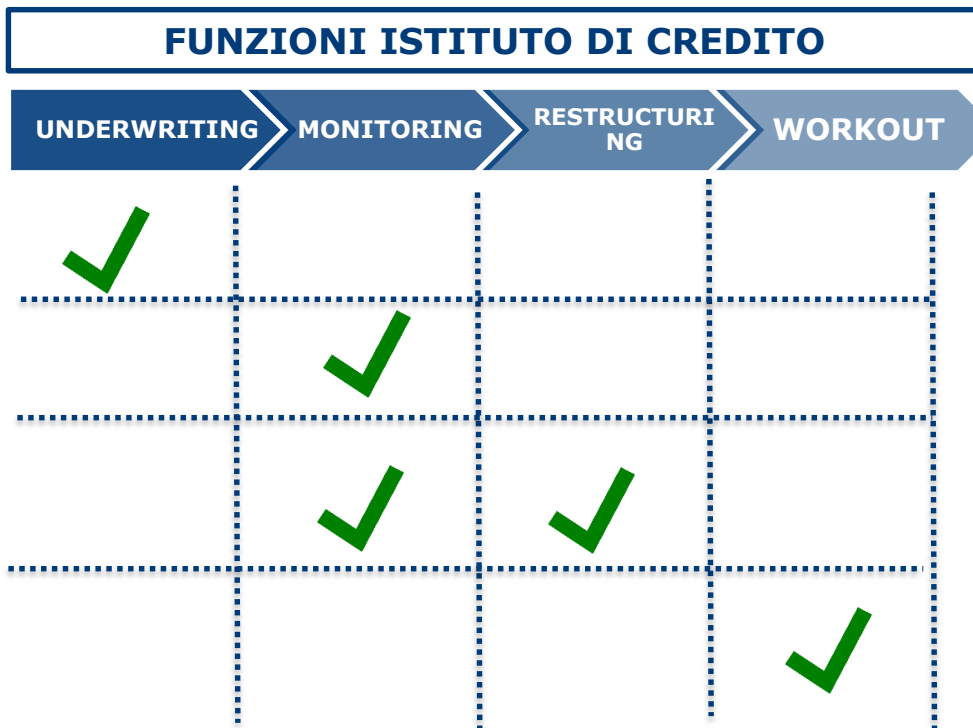 FUNZIONI ISTITUTO DI CREDITO
UNDERWRITING
MONITORING
RESTRUCTURI
NG
WORKOUT